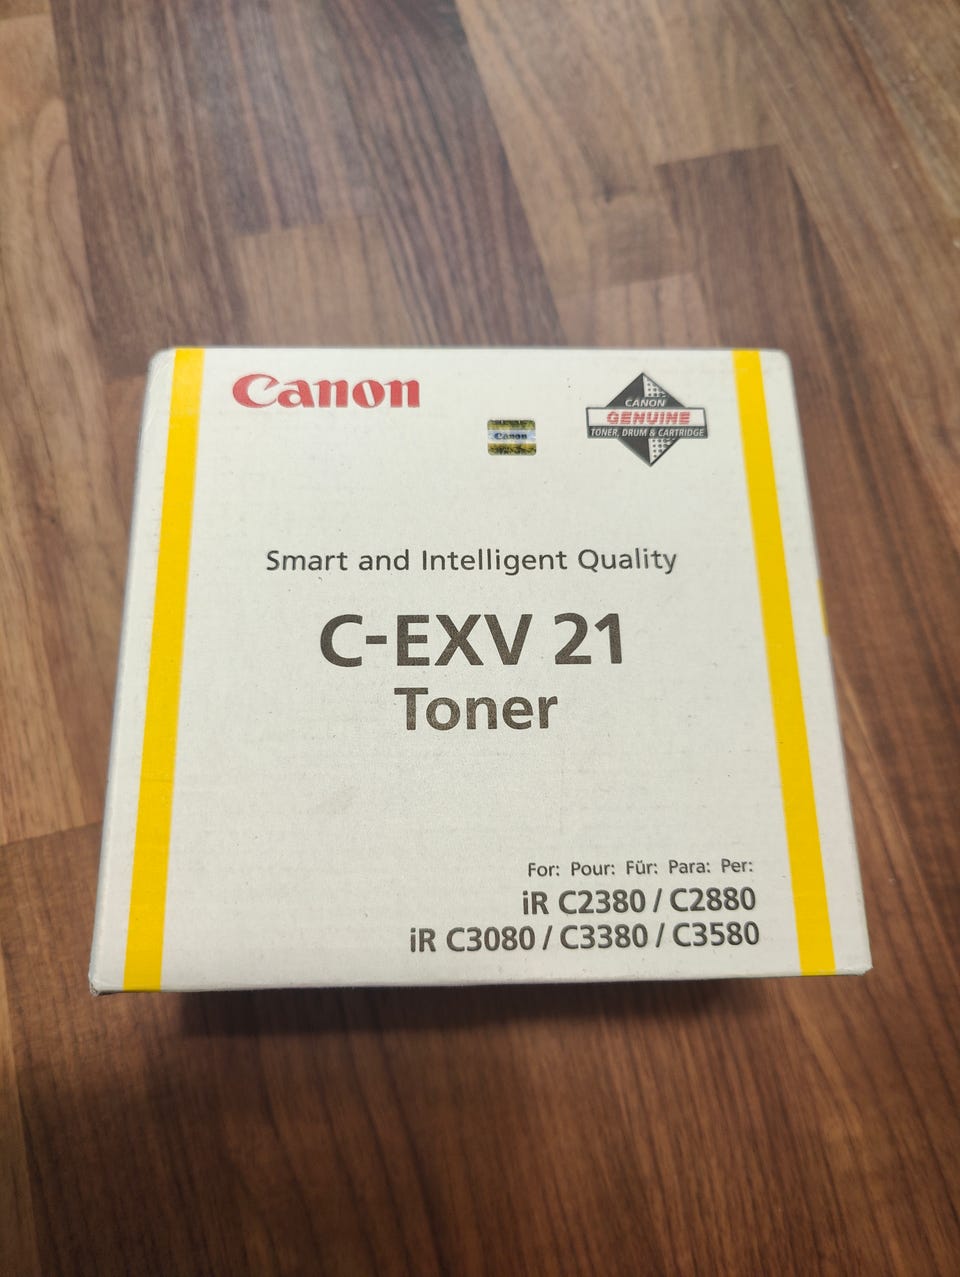 Canon
Canon
CANON
GENUINE
TONER, DRUM & CARTRIDGE
Smart and Intelligent Quality
C-EXV 21
Toner
For: Pour: Für: Para: Per:
iR C2380 / C2880
iR C3080 / C3380 / C3580